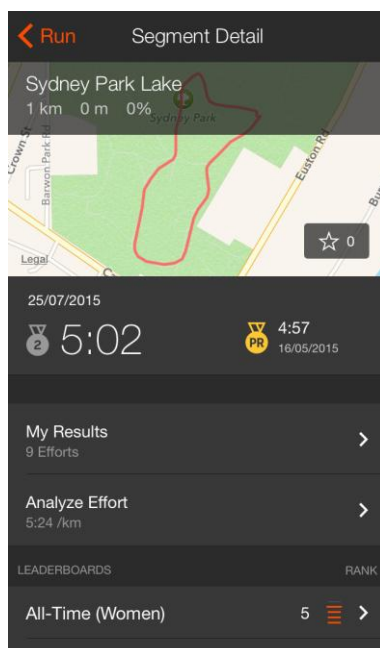 Run
Segment Detail
Sydney Park Lake
1 km 0 m 0%
Sydney Park
Crown St
Barwon Park Rd
Euston Rd
Legal
0
25/07/2015
2
5:02
PR
4:57
16/05/2015
My Results
9 Efforts
Analyze Effort
5:24 /km
LEADERBOARDS
RANK
All-Time (Women)
5